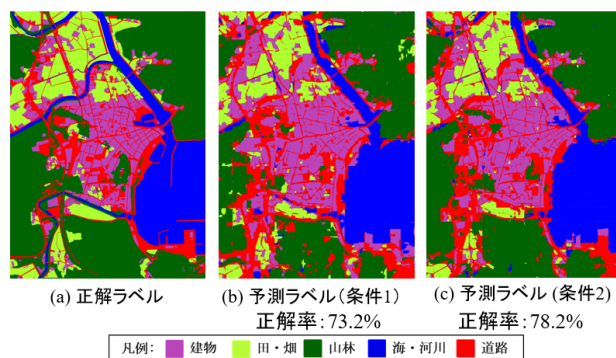 (a) 正解ラベル
(b) 予測ラベル(条件1)
正解率:73.2%
(c) 予測ラベル (条件2)
正解率:78.2%
凡例: 建物 田・畑 山林 海・河川 道路